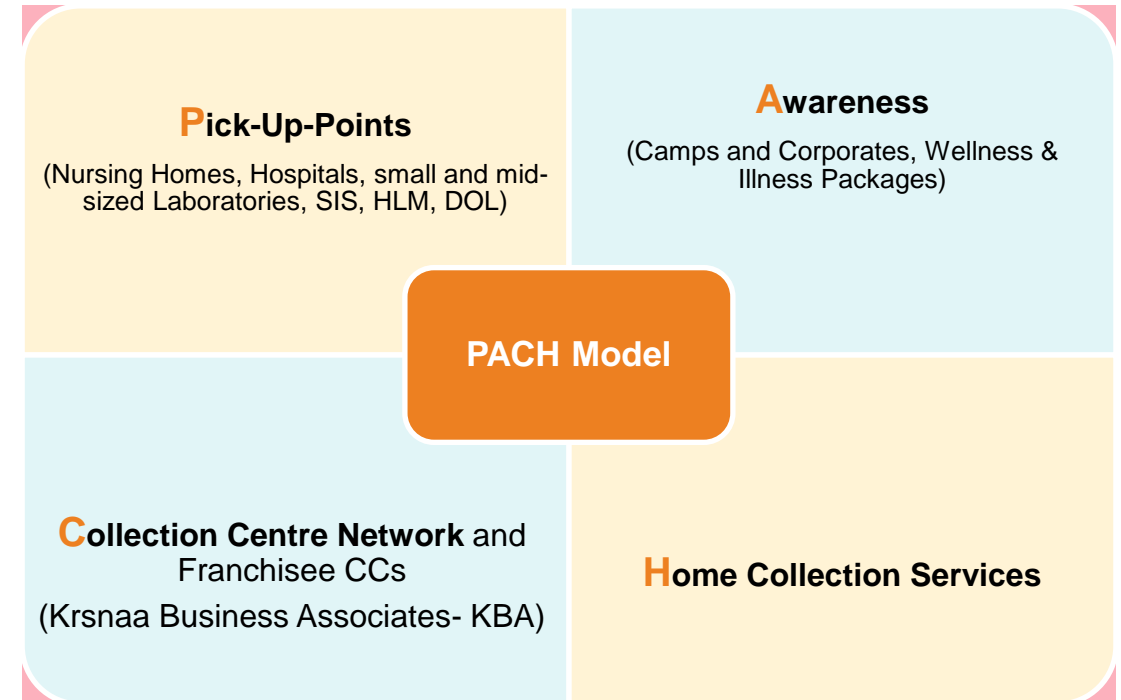 Pick-Up-Points
(Nursing Homes, Hospitals, small and mid-
sized Laboratories, SIS, HLM, DOL)
Awareness
(Camps and Corporates, Wellness &
Illness Packages)
PACH Model
Collection Centre Network and
Franchisee CCs
(Krsnaa Business Associates- KBA)
Home Collection Services